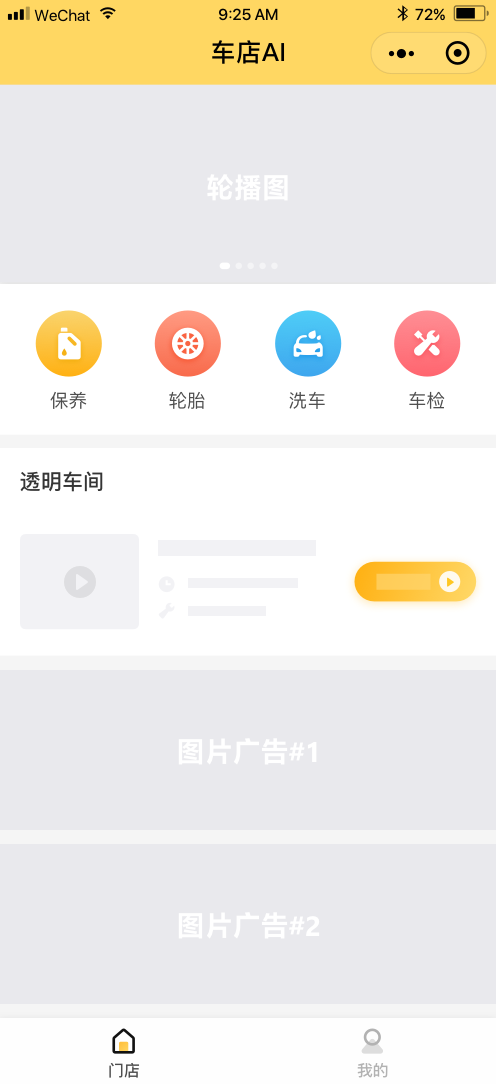 WeChat 9:25 AM 72%
车店AI
轮播图
保养 轮胎 洗车 车检
透明车间
图片广告#1
图片广告#2
门店 我的